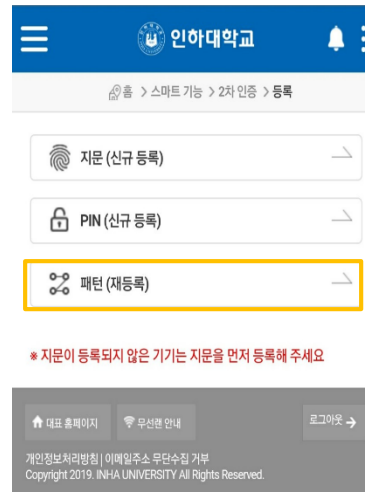 인하대학교
홈 > 스마트 기능 > 2차 인증 > 등록
지문 (신규 등록)
PIN (신규 등록)
패턴 (재등록)
※ 지문이 등록되지 않은 기기는 지문을 먼저 등록해 주세요
대표 홈페이지 무선랜 안내 로그아웃
개인정보처리방침 | 이메일주소 무단수집 거부
Copyright 2019. INHA UNIVERSITY All Rights Reserved.